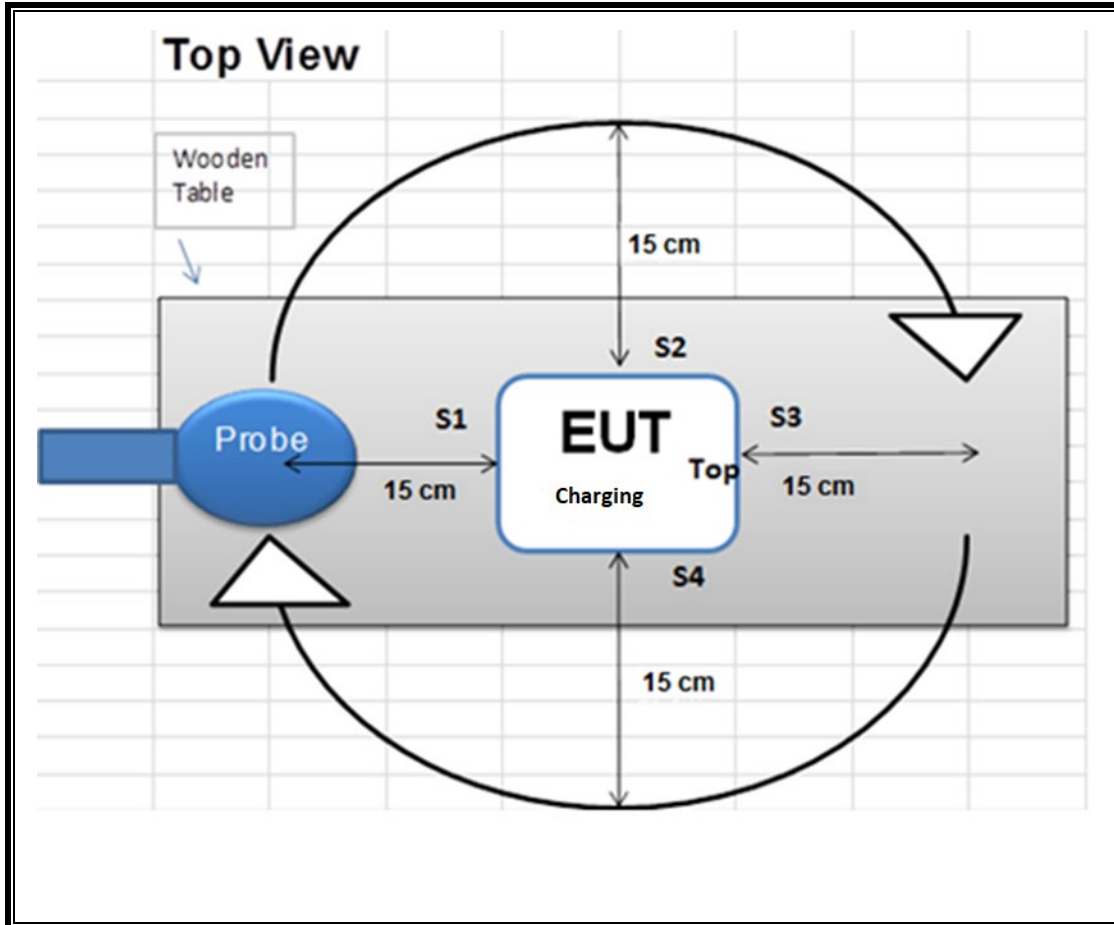 Top View
Wooden
Table
15 cm
S2
Probe
S1
EUT
S3
Top
15 cm
Charging
15 cm
S4
15 cm